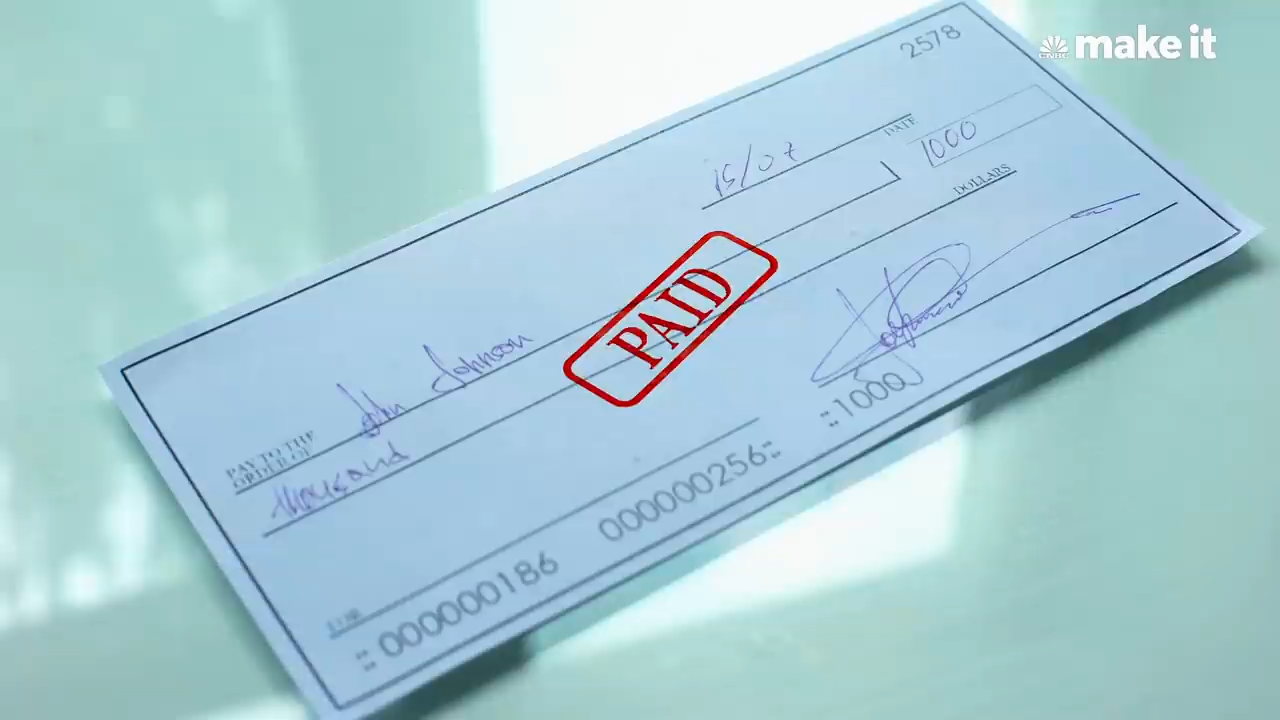 CNBC make it
2578
15/07
DATE
1000
PAY TO THE
ORDER OF
John Johnson
thousand
DOLLARS
PAID
FOR
⑆000000186 000000256⑆ ⑆1000